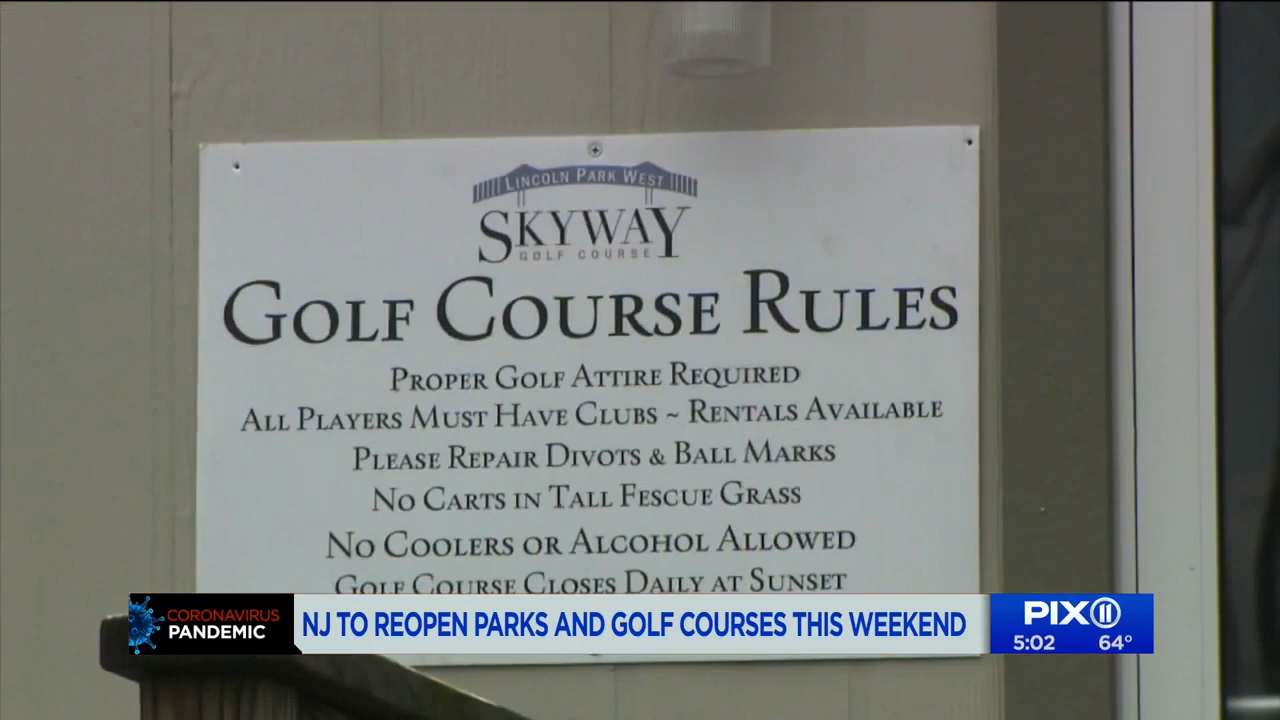 LINCOLN PARK WEST
SKYWAY
GOLF COURSE
GOLF COURSE RULES
PROPER GOLF ATTIRE REQUIRED
ALL PLAYERS MUST HAVE CLUBS ~ RENTALS AVAILABLE
PLEASE REPAIR DIVOTS & BALL MARKS
NO CARTS IN TALL FESCUE GRASS
NO COOLERS OR ALCOHOL ALLOWED
GOLF COURSE CLOSES DAILY AT SUNSET
CORONAVIRUS
PANDEMIC
NJ TO REOPEN PARKS AND GOLF COURSES THIS WEEKEND
PIX11
5:02 64°